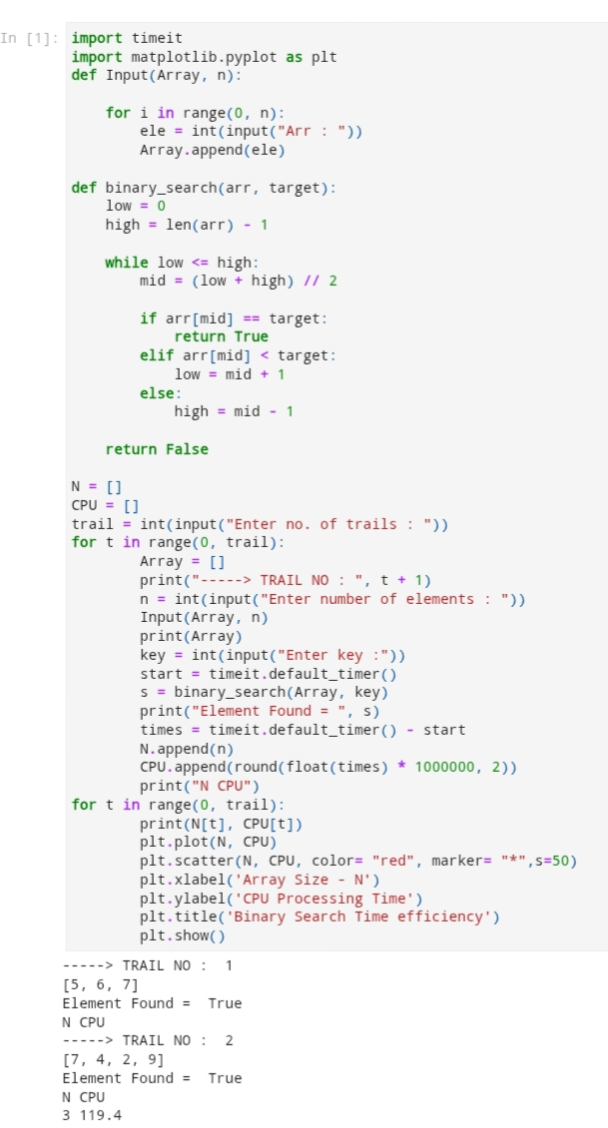 In [1]: import timeit
import matplotlib.pyplot as plt
def Input(Array, n):

    for i in range(0, n):
        ele = int(input("Arr : "))
        Array.append(ele)

def binary_search(arr, target):
    low = 0
    high = len(arr) - 1

    while low <= high:
        mid = (low + high) // 2

        if arr[mid] == target:
            return True
        elif arr[mid] < target:
            low = mid + 1
        else:
            high = mid - 1

    return False

N = []
CPU = []
trail = int(input("Enter no. of trails : "))
for t in range(0, trail):
        Array = []
        print("-----> TRAIL NO : ", t + 1)
        n = int(input("Enter number of elements : "))
        Input(Array, n)
        print(Array)
        key = int(input("Enter key :"))
        start = timeit.default_timer()
        s = binary_search(Array, key)
        print("Element Found = ", s)
        times = timeit.default_timer() - start
        N.append(n)
        CPU.append(round(float(times) * 1000000, 2))
        print("N CPU")
for t in range(0, trail):
        print(N[t], CPU[t])
        plt.plot(N, CPU)
        plt.scatter(N, CPU, color= "red", marker= "*",s=50)
        plt.xlabel('Array Size - N')
        plt.ylabel('CPU Processing Time')
        plt.title('Binary Search Time efficiency')
        plt.show()
-----> TRAIL NO :  1
[5, 6, 7]
Element Found =  True
N CPU
-----> TRAIL NO :  2
[7, 4, 2, 9]
Element Found =  True
N CPU
3 119.4